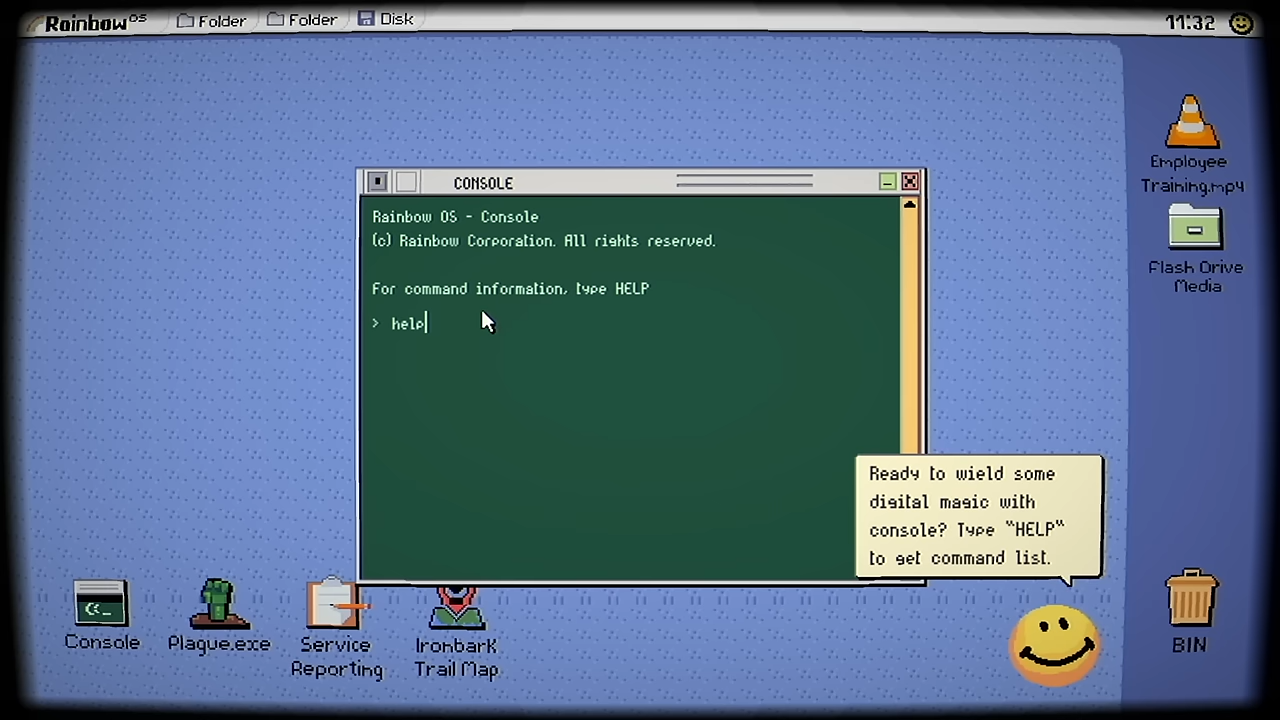 RainbowOS
Folder
Folder
Disk
11:32
Employee
Training.mp4
Flash Drive
Media
CONSOLE
Rainbow OS - Console
(c) Rainbow Corporation. All rights reserved.
For command information, type HELP
> help
Ready to wield some
digital magic with
console? Type "HELP"
to get command list.
Console
Plague.exe
Service
Reporting
Ironbark
Trail Map
BIN